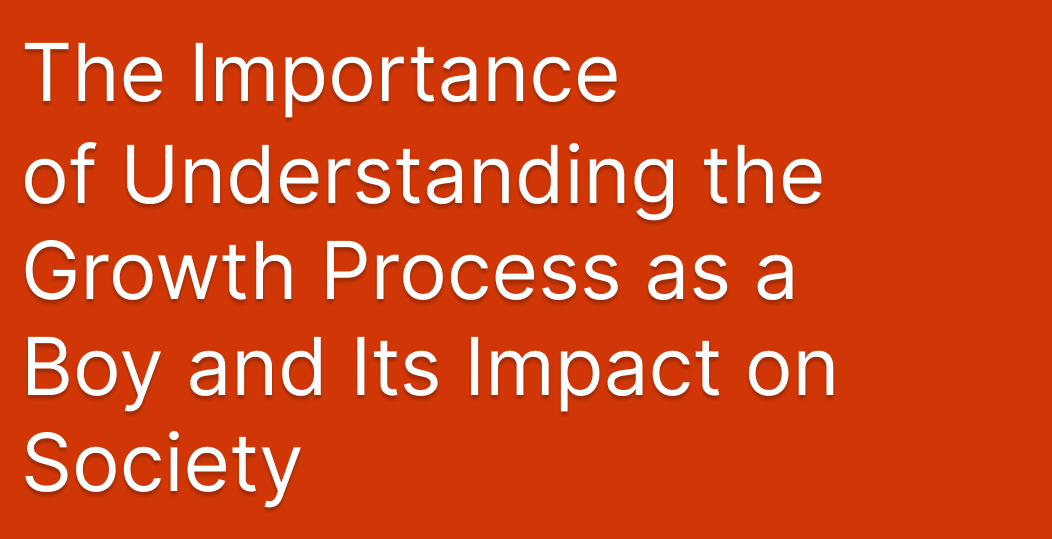 The Importance
of Understanding the
Growth Process as a
Boy and Its Impact on
Society